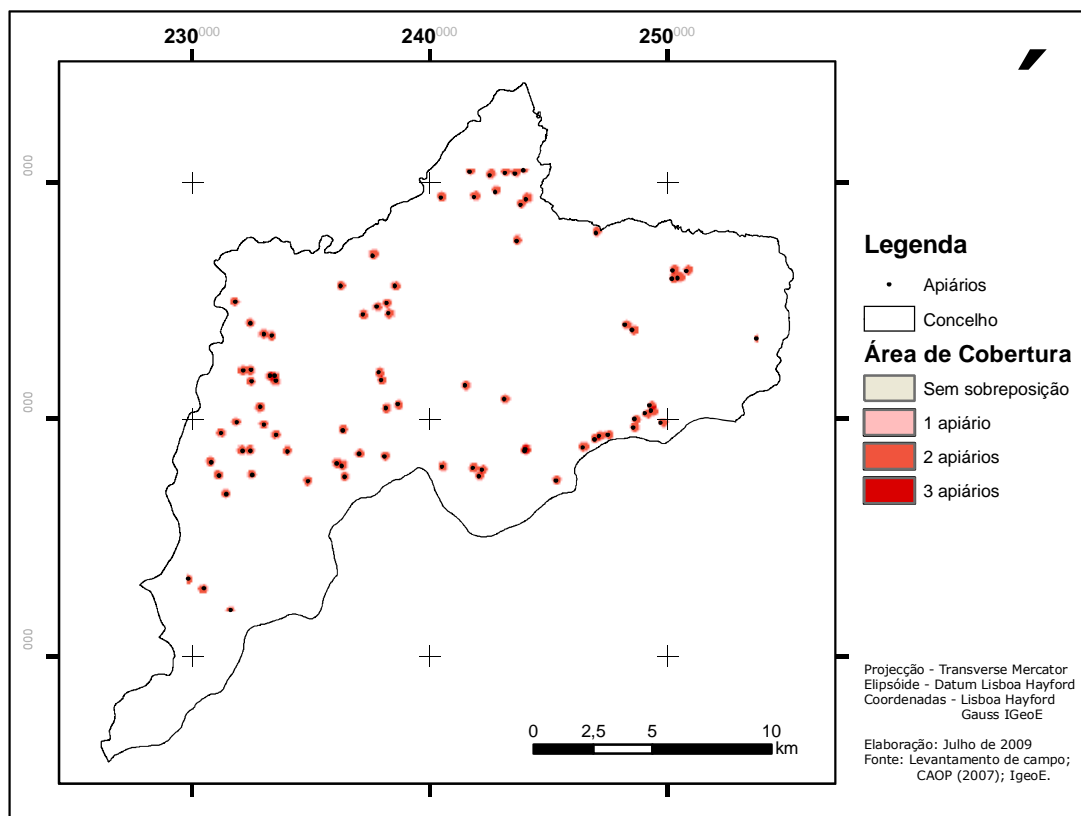 230000 240000 250000
000
000
000
Legenda
Apiários
Concelho
Área de Cobertura
Sem sobreposição
1 apiário
2 apiários
3 apiários
Projecção - Transverse Mercator
Elipsóide - Datum Lisboa Hayford
Coordenadas - Lisboa Hayford
Gauss IGeoE
Elaboração: Julho de 2009
Fonte: Levantamento de campo;
CAOP (2007); IgeoE.
0 2,5 5 10
km